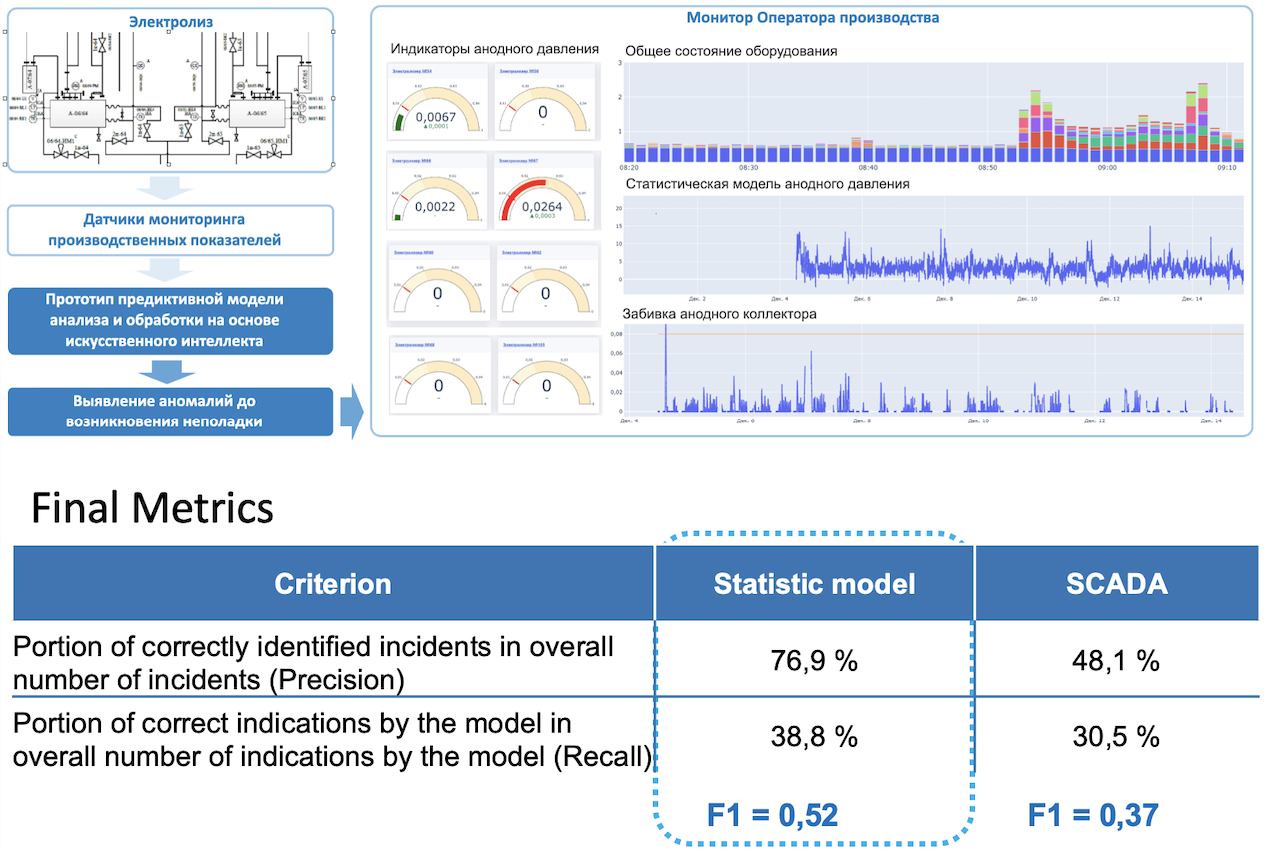 Электролиз
А-06/64
А-06/65
Датчики мониторинга
производственных показателей
Прототип предиктивной модели
анализа и обработки на основе
искусственного интеллекта
Выявление аномалий до
возникновения неполадки
Монитор Оператора производства
Индикаторы анодного давления
0,0067
▲0,0001
0
-
0,0022
-
0,0264
▲0,0003
0
-
0
-
0
-
0
-
Общее состояние оборудования
3
2
1
08:20
08:30
08:40
08:50
09:00
09:10
Статистическая модель анодного давления
20
15
10
5
0
Дек. 2
Дек. 4
Дек. 6
Дек. 8
Дек. 10
Дек. 12
Дек. 14
Забивка анодного коллектора
0,08
0,06
0,04
0,02
0
Дек. 4
Дек. 6
Дек. 8
Дек. 10
Дек. 12
Дек. 14
Final Metrics
Criterion
Statistic model
SCADA
Portion of correctly identified incidents in overall
number of incidents (Precision)
76,9 %
48,1 %
Portion of correct indications by the model in
overall number of indications by the model (Recall)
38,8 %
30,5 %
F1 = 0,52
F1 = 0,37